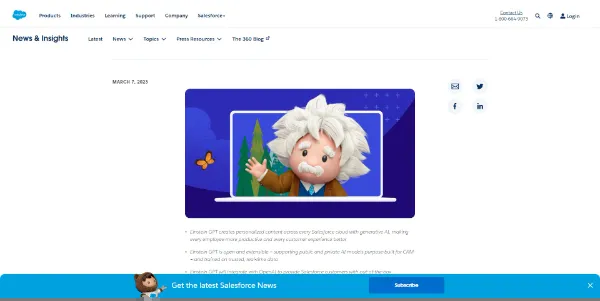 Products Industries Learning Support Company Salesforce+
Contact Us
1-800-664-9073
Login
News & Insights Latest News Topics Press Resources The 360 Blog
MARCH 7, 2023
Einstein GPT creates personalized content across every Salesforce cloud with generative AI, making
every employee more productive and every customer experience better
Einstein GPT is open and extensible – supporting public and private AI models purpose-built for CRM
– and trained on trusted, real-time data
Einstein GPT will integrate with OpenAI to provide Salesforce customers with out-of-the-box
Get the latest Salesforce News
Subscribe